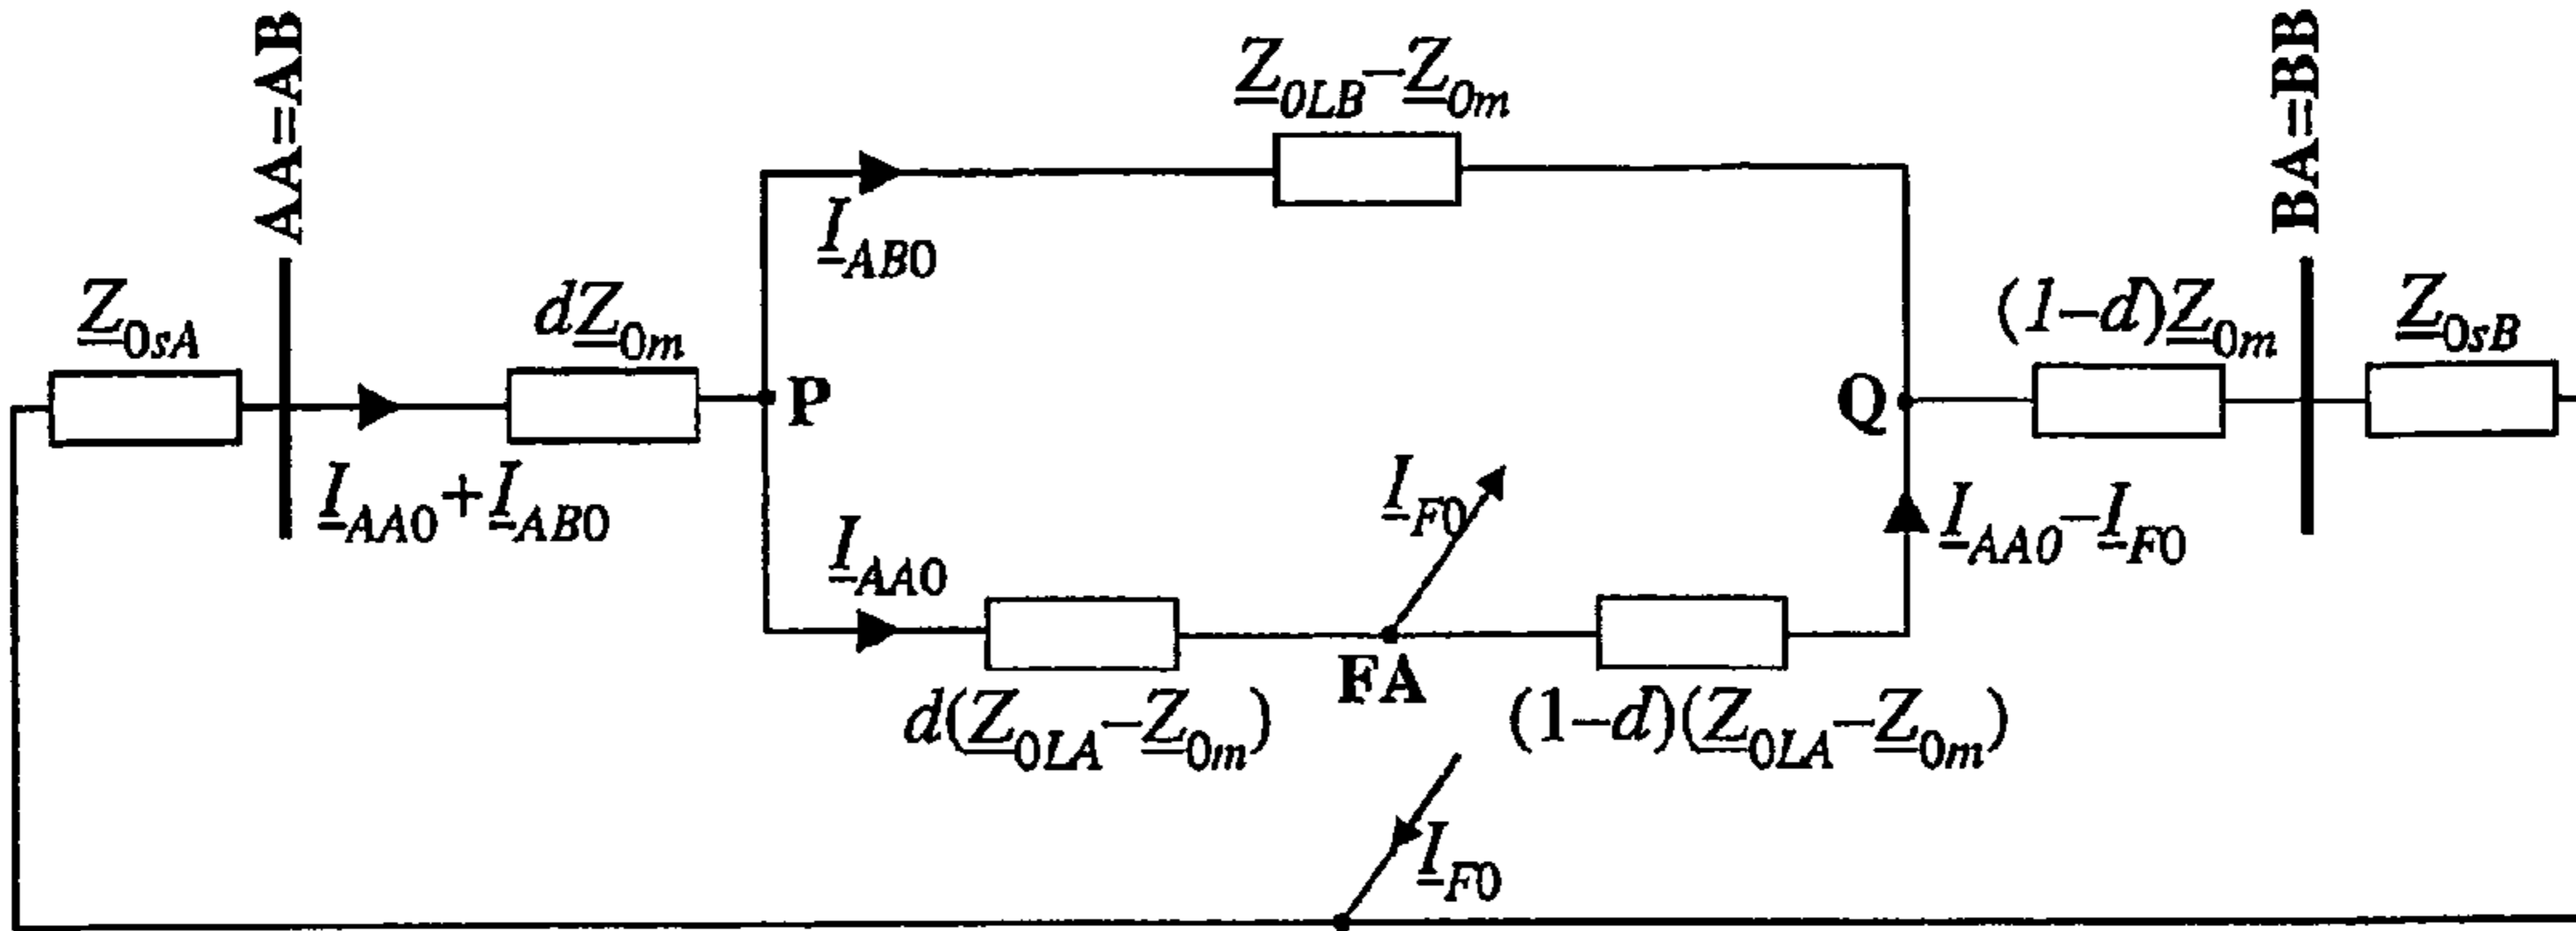 AA=AB
BA=BB
Z0LB–Z0m
IAB0
Z0sA
dZ0m
(1–d)Z0m
Z0sB
P
Q
IAA0+IAB0
IF0
IAA0–IF0
IAA0
FA
d(Z0LA–Z0m)
(1–d)(Z0LA–Z0m)
IF0